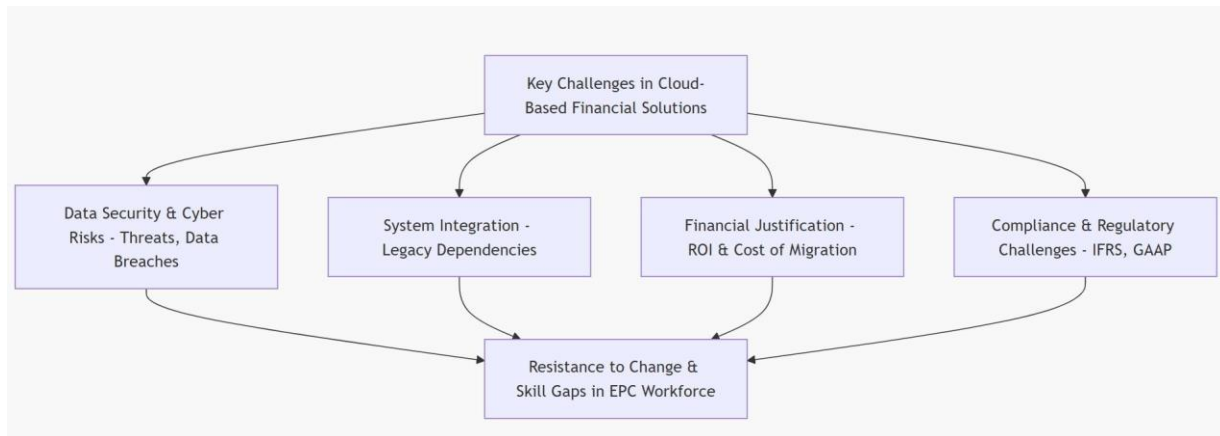 Key Challenges in Cloud-
Based Financial Solutions
Data Security & Cyber
Risks - Threats, Data
Breaches
System Integration -
Legacy Dependencies
Financial Justification -
ROI & Cost of Migration
Compliance & Regulatory
Challenges - IFRS, GAAP
Resistance to Change &
Skill Gaps in EPC Workforce